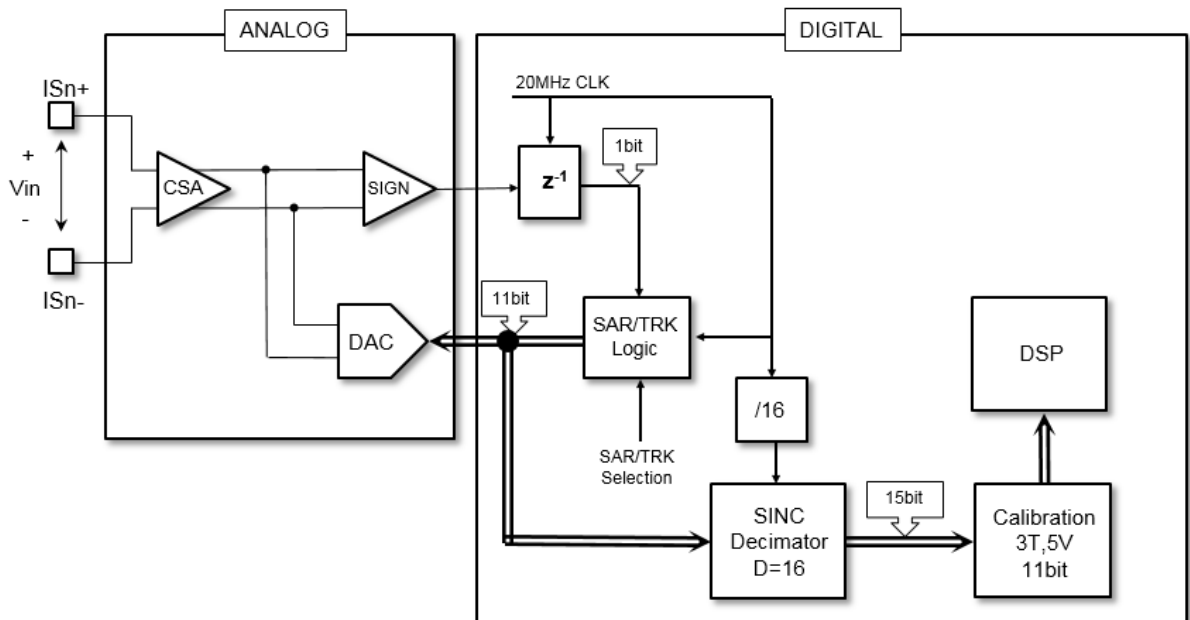 ANALOG
DIGITAL
ISn+
+
Vin
-
ISn-
CSA
SIGN
DAC
20MHz CLK
z-1
1bit
11bit
SAR/TRK
Logic
SAR/TRK
Selection
/16
DSP
SINC
Decimator
D=16
15bit
Calibration
3T,5V
11bit